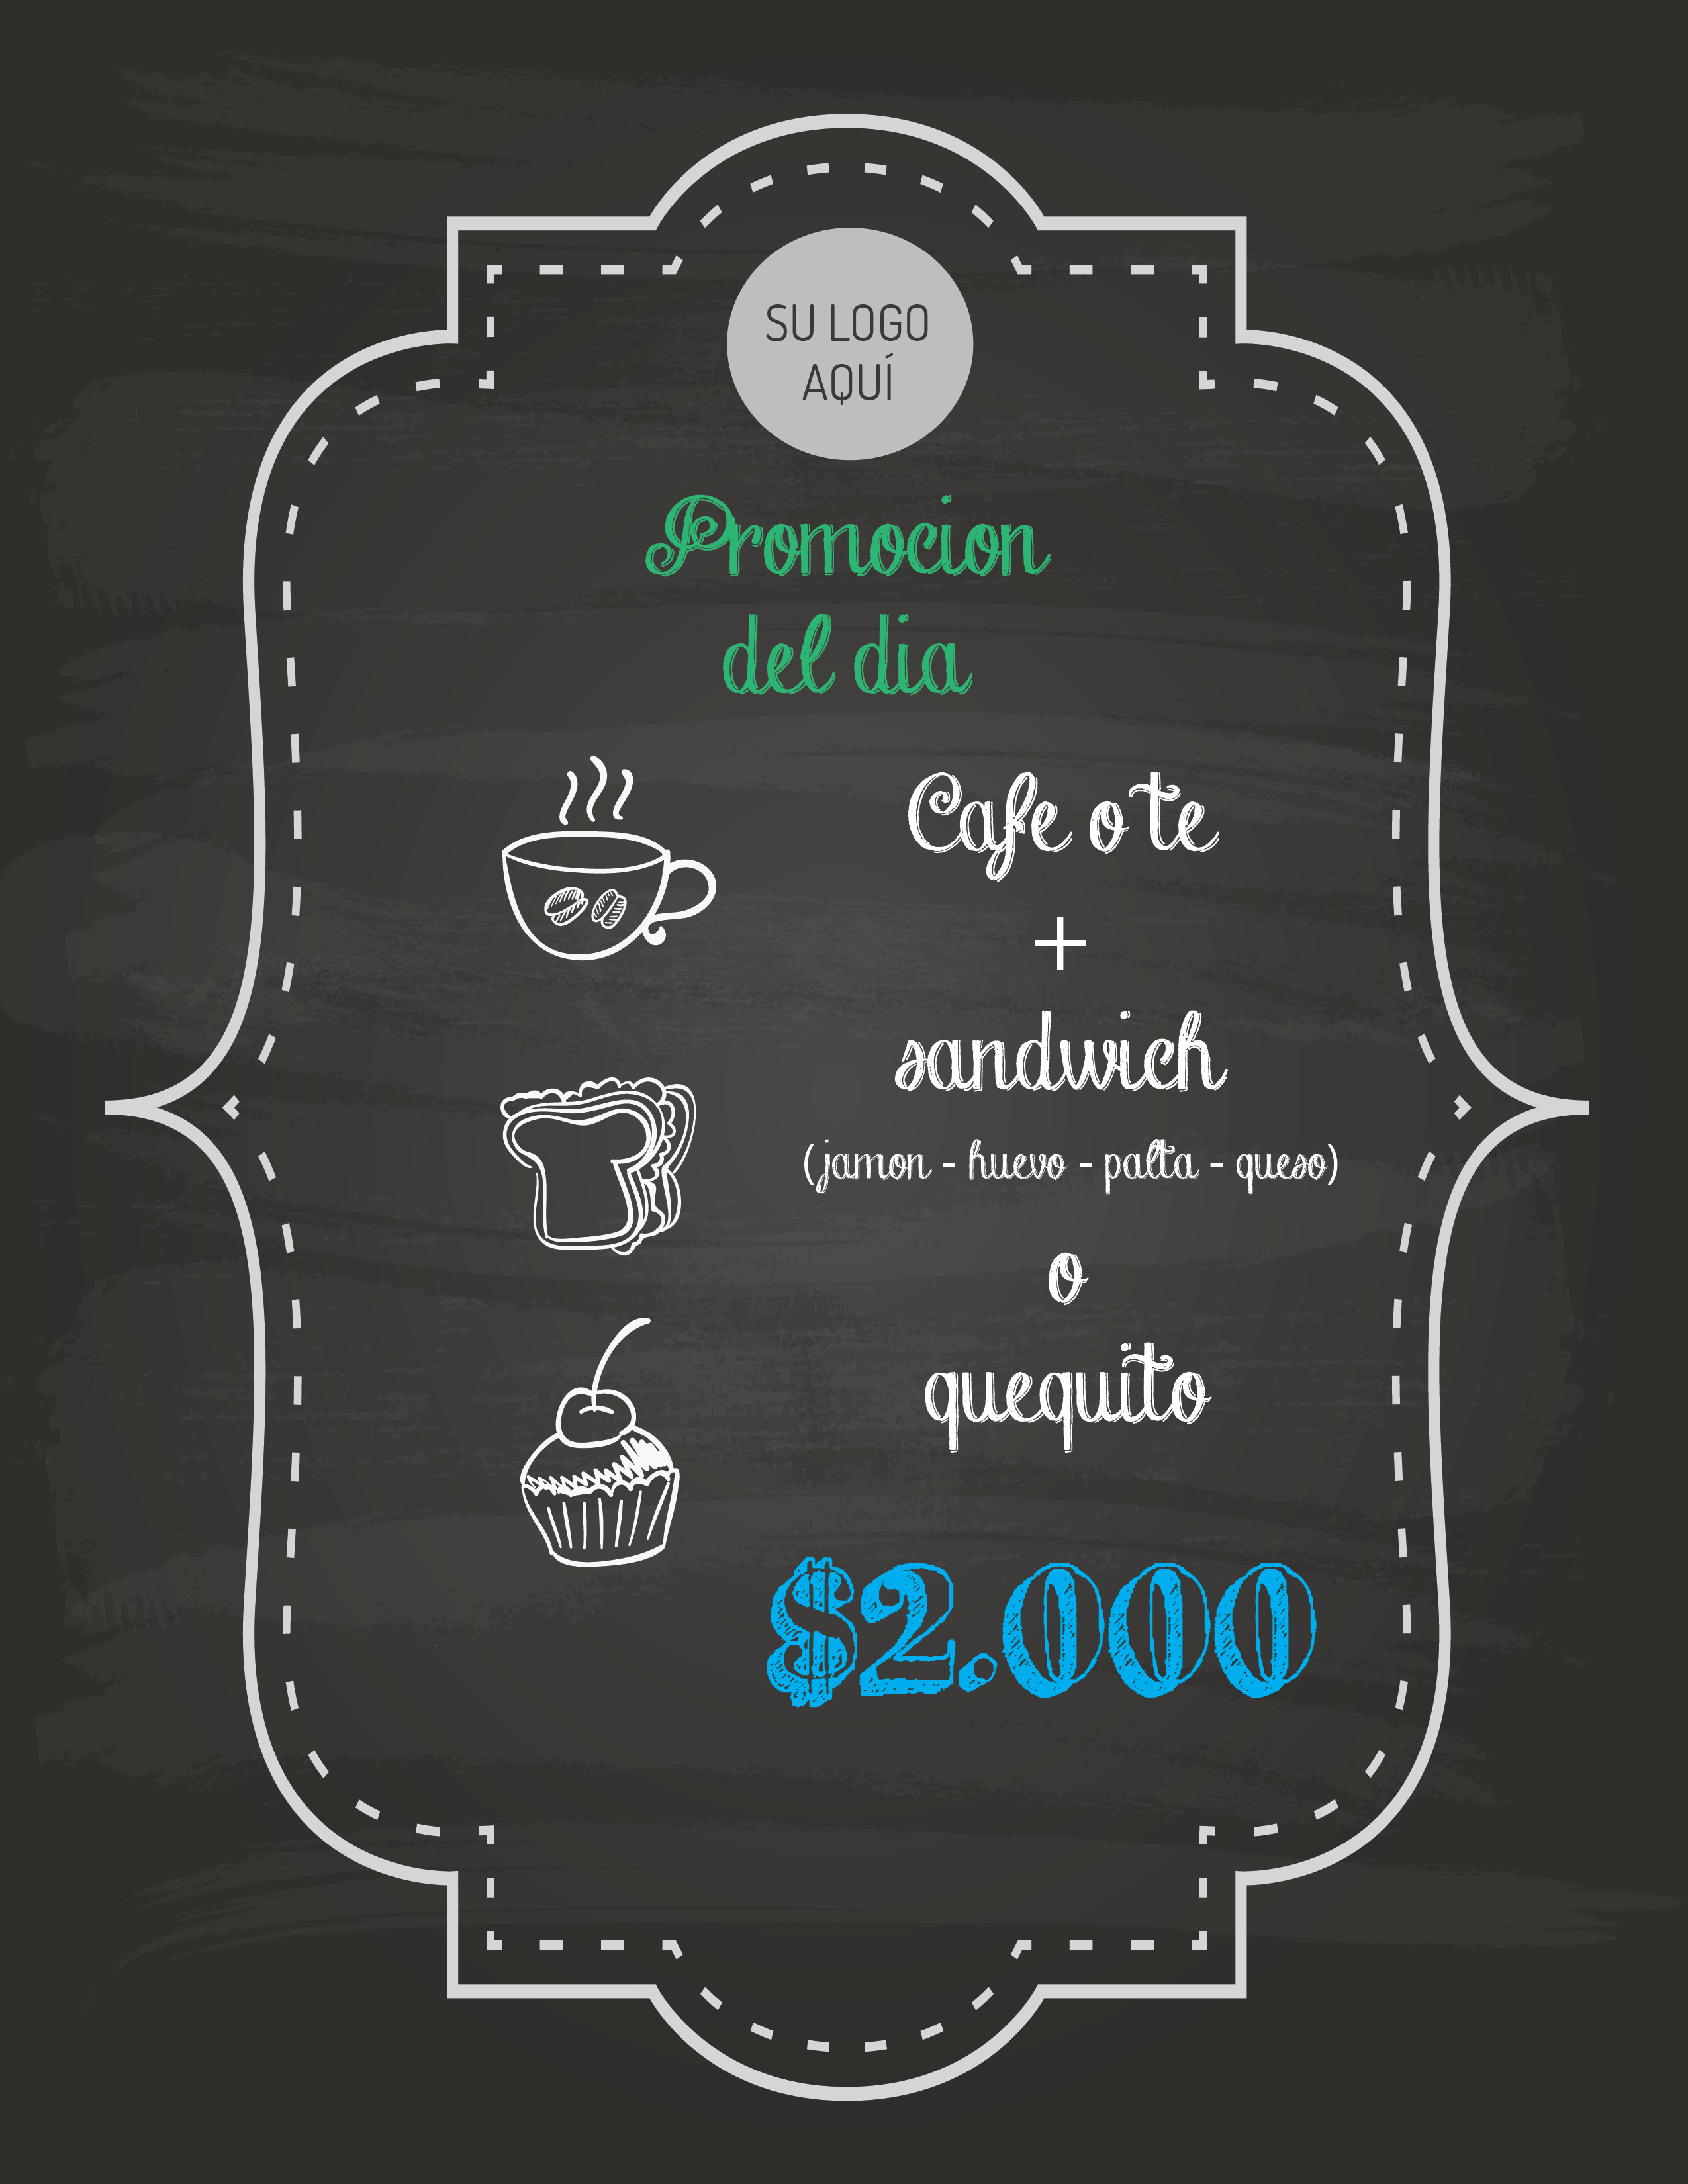 SU LOGO
AQUÍ
Promocion
del dia
Cafe o te
+
sandwich
(jamon - huevo - palta - queso)
o
quequito
$2.000